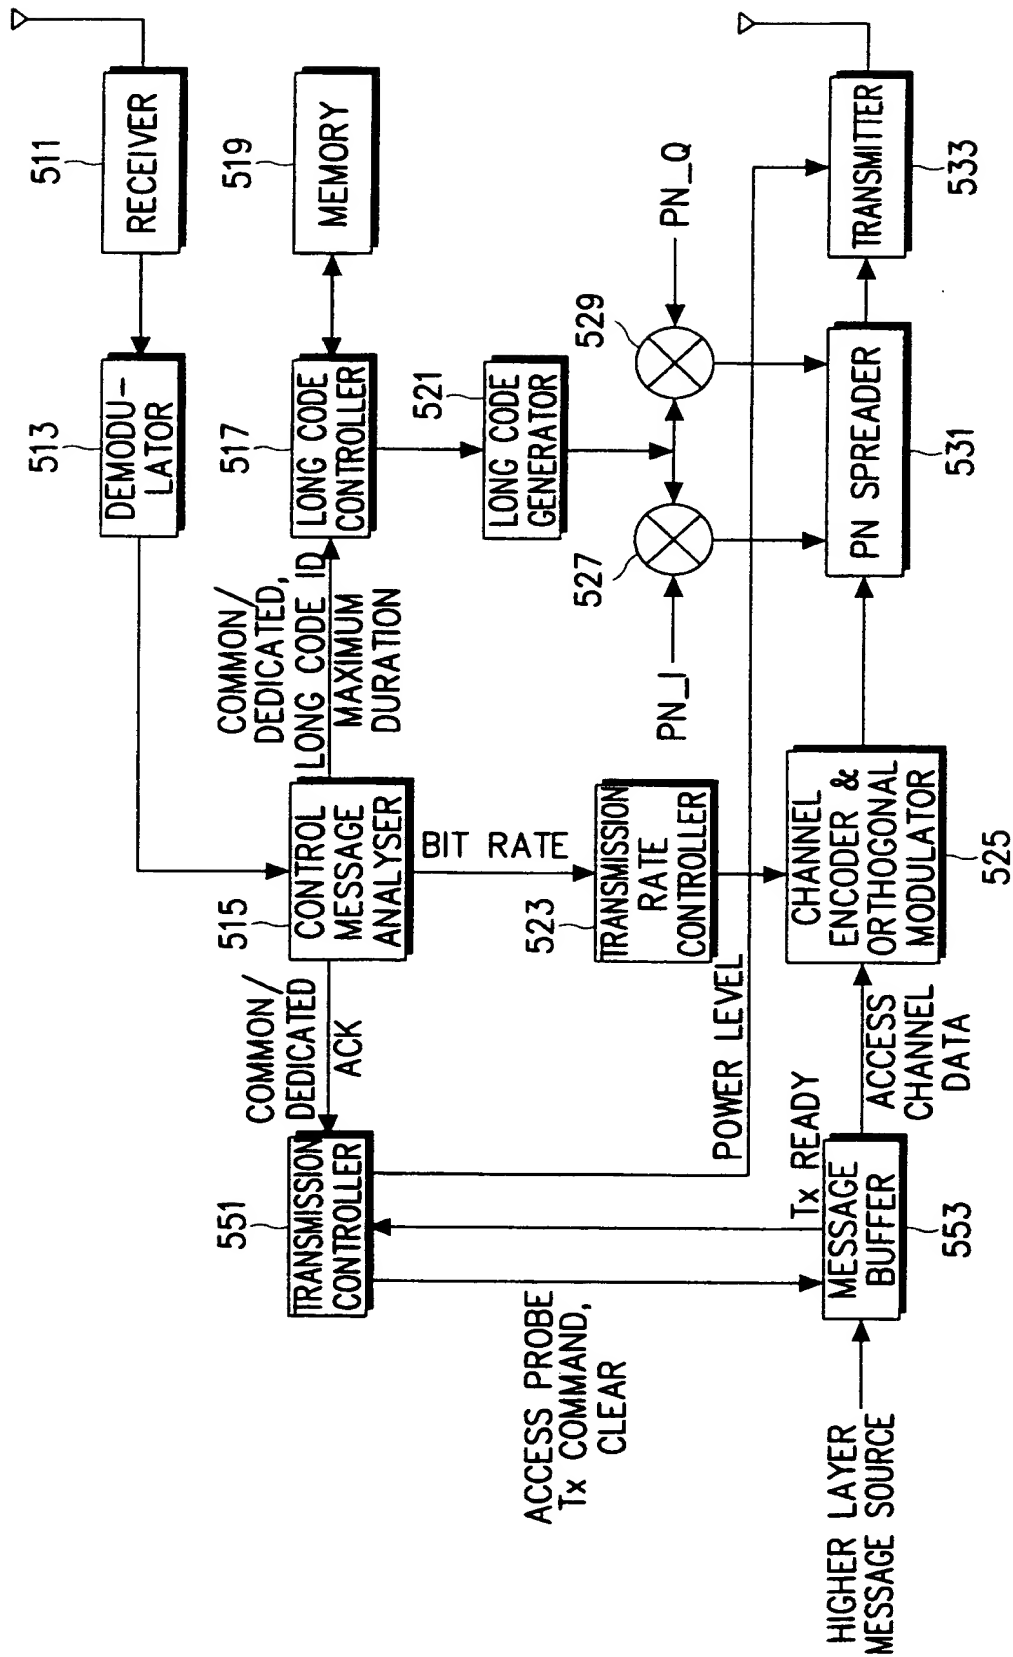 511
RECEIVER
513
DEMODU-
LATOR
519
MEMORY
517
LONG CODE
CONTROLLER
COMMON/
DEDICATED,
LONG CODE ID
MAXIMUM
DURATION
515
CONTROL
MESSAGE
ANALYSER
COMMON/
DEDICATED
ACK
551
TRANSMISSION
CONTROLLER
521
LONG CODE
GENERATOR
BIT RATE
523
TRANSMISSION
RATE
CONTROLLER
ACCESS PROBE
Tx COMMAND,
CLEAR
529
PN_Q
527
PN_I
POWER LEVEL
Tx READY
TRANSMITTER
533
PN SPREADER
531
CHANNEL
ENCODER &
ORTHOGONAL
MODULATOR
525
ACCESS
CHANNEL
DATA
MESSAGE
BUFFER
553
HIGHER LAYER
MESSAGE SOURCE